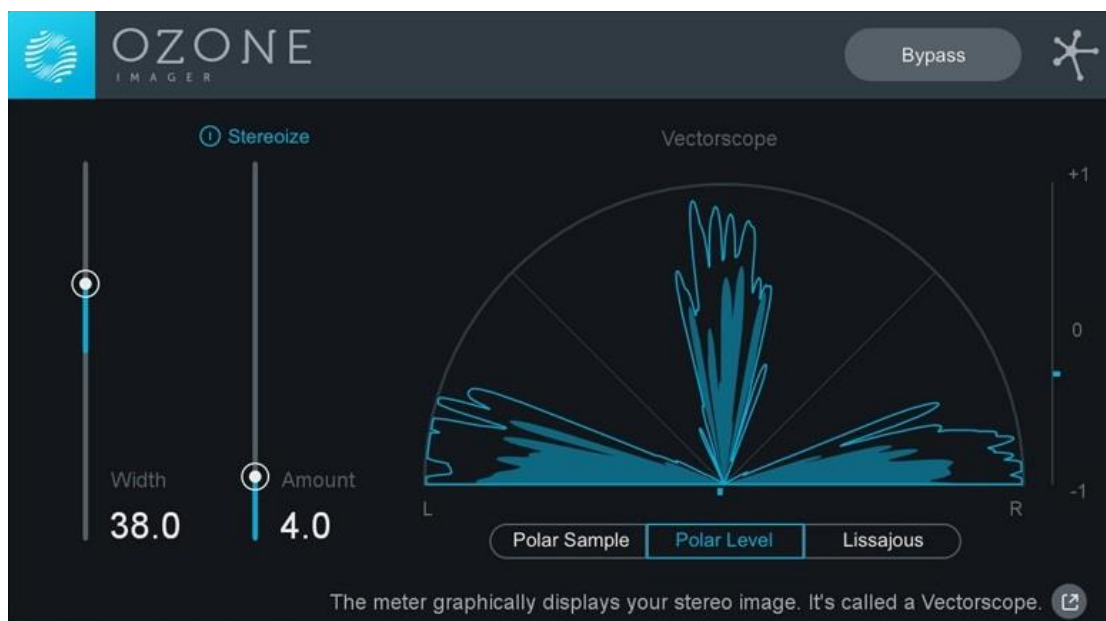 OZONE
IMAGER
Bypass
Stereoize
Vectorscope
+1
0
-1
Width
38.0
Amount
4.0
L
R
Polar Sample
Polar Level
Lissajous
The meter graphically displays your stereo image. It's called a Vectorscope.